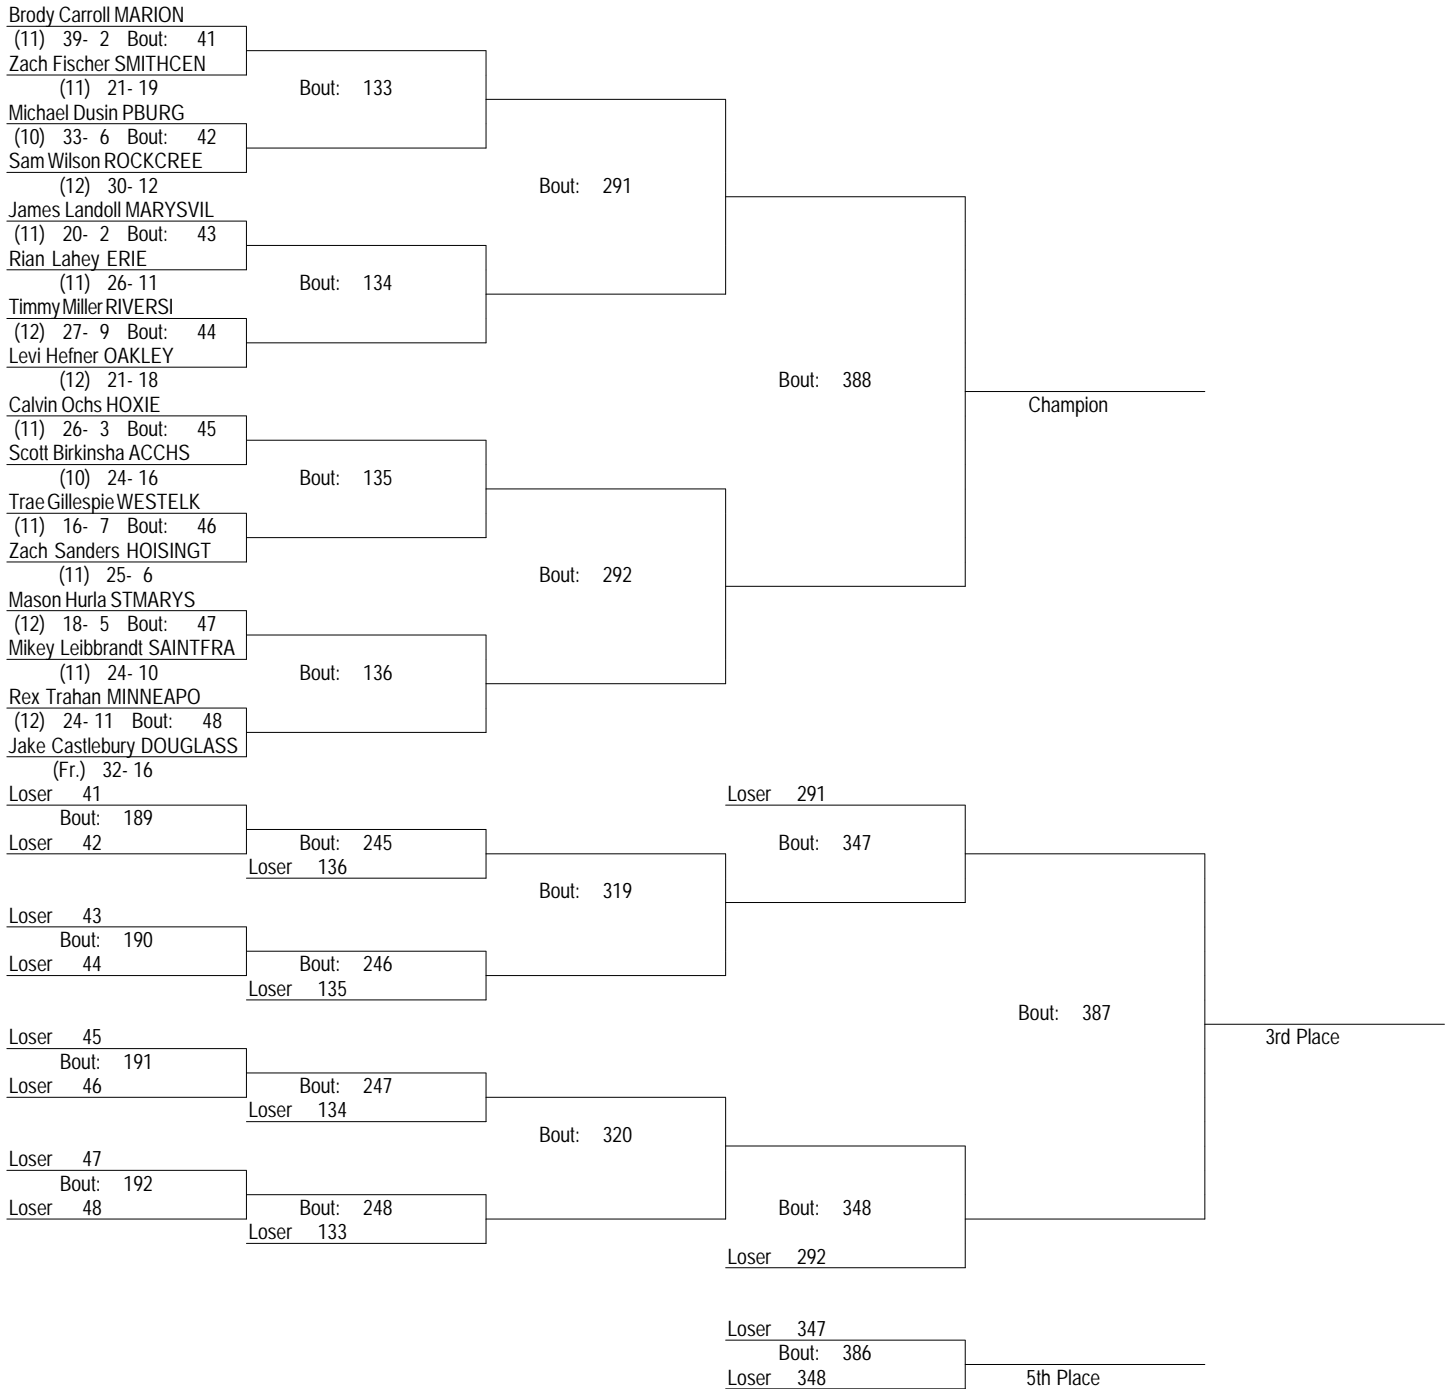 Brody Carroll MARION
(11) 39- 2 Bout: 41
Zach Fischer SMITHCEN
(11) 21- 19
Bout: 133
Michael Dusin PBURG
(10) 33- 6 Bout: 42
Sam Wilson ROCKCREE
(12) 30- 12
Bout: 291
James Landoll MARYSVIL
(11) 20- 2 Bout: 43
Rian Lahey ERIE
(11) 26- 11
Bout: 134
Timmy Miller RIVERSI
(12) 27- 9 Bout: 44
Levi Hefner OAKLEY
(12) 21- 18
Bout: 388
Champion
Calvin Ochs HOXIE
(11) 26- 3 Bout: 45
Scott Birkinsha ACCHS
(10) 24- 16
Bout: 135
Trae Gillespie WESTELK
(11) 16- 7 Bout: 46
Zach Sanders HOISINGT
(11) 25- 6
Bout: 292
Mason Hurla STMARYS
(12) 18- 5 Bout: 47
Mikey Leibbrandt SAINTFRA
(11) 24- 10
Bout: 136
Rex Trahan MINNEAPO
(12) 24- 11 Bout: 48
Jake Castlebury DOUGLASS
(Fr.) 32- 16
Loser 41
Bout: 189
Loser 42
Bout: 245
Loser 136
Bout: 319
Loser 291
Bout: 347
Loser 43
Bout: 190
Loser 44
Bout: 246
Loser 135
Bout: 387
3rd Place
Loser 45
Bout: 191
Loser 46
Bout: 247
Loser 134
Bout: 320
Loser 47
Bout: 192
Loser 48
Bout: 248
Loser 133
Bout: 348
Loser 292
Loser 347
Bout: 386
Loser 348
5th Place